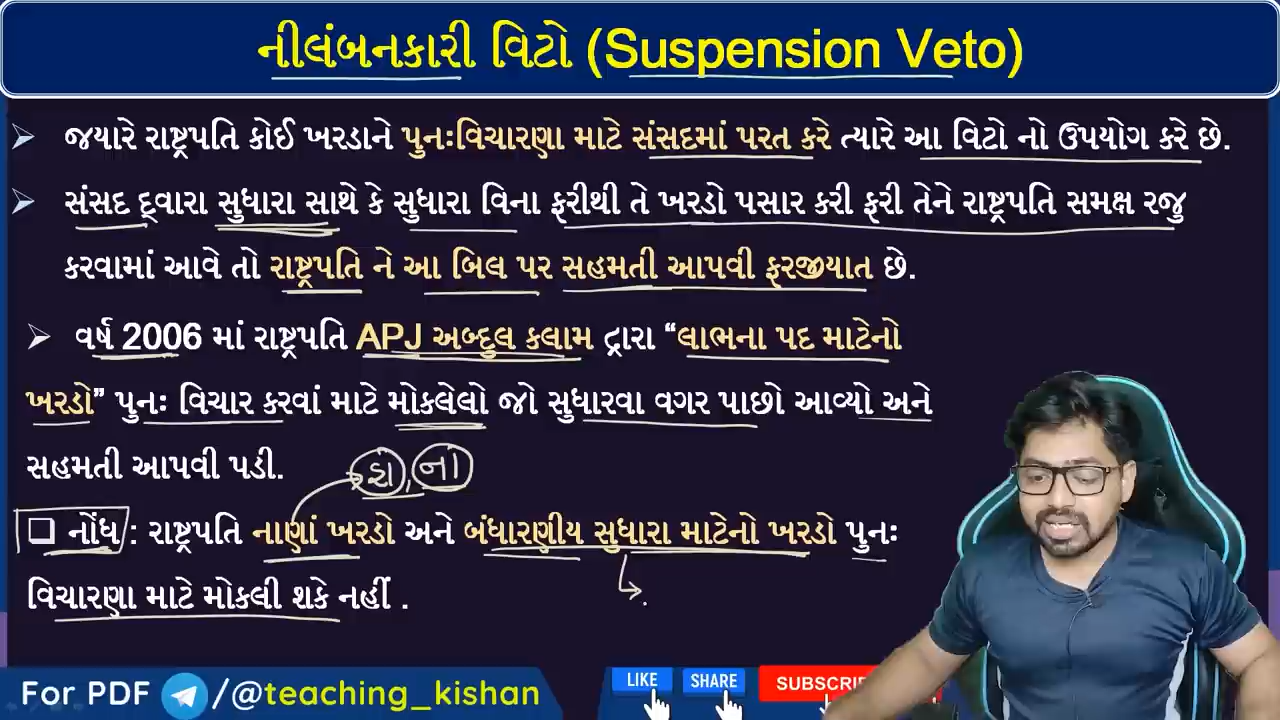 નીલંબનકારી વિટો (Suspension Veto)
જયારે રાષ્ટ્રપતિ કોઈ ખરડાને પુનઃવિચારણા માટે સંસદમાં પરત કરે ત્યારે આ વિટો નો ઉપયોગ કરે છે.
સંસદ દ્વારા સુધારા સાથે કે સુધારા વિના ફરીથી તે ખરડો પસાર કરી ફરી તેને રાષ્ટ્રપતિ સમક્ષ રજુ
કરવામાં આવે તો રાષ્ટ્રપતિ ને આ બિલ પર સહમતી આપવી ફરજીયાત છે.
વર્ષ 2006 માં રાષ્ટ્રપતિ APJ અબ્દુલ કલામ દ્વારા “લાભના પદ માટેનો
ખરડો” પુનઃ વિચાર કરવાં માટે મોકલેલો જો સુધારવા વગર પાછો આવ્યો અને
સહમતી આપવી પડી.
હા, ના
નોંધ : રાષ્ટ્રપતિ નાણાં ખરડો અને બંધારણીય સુધારા માટેનો ખરડો પુનઃ
વિચારણા માટે મોકલી શકે નહીં .
For PDF /@teaching_kishan
LIKE SHARE